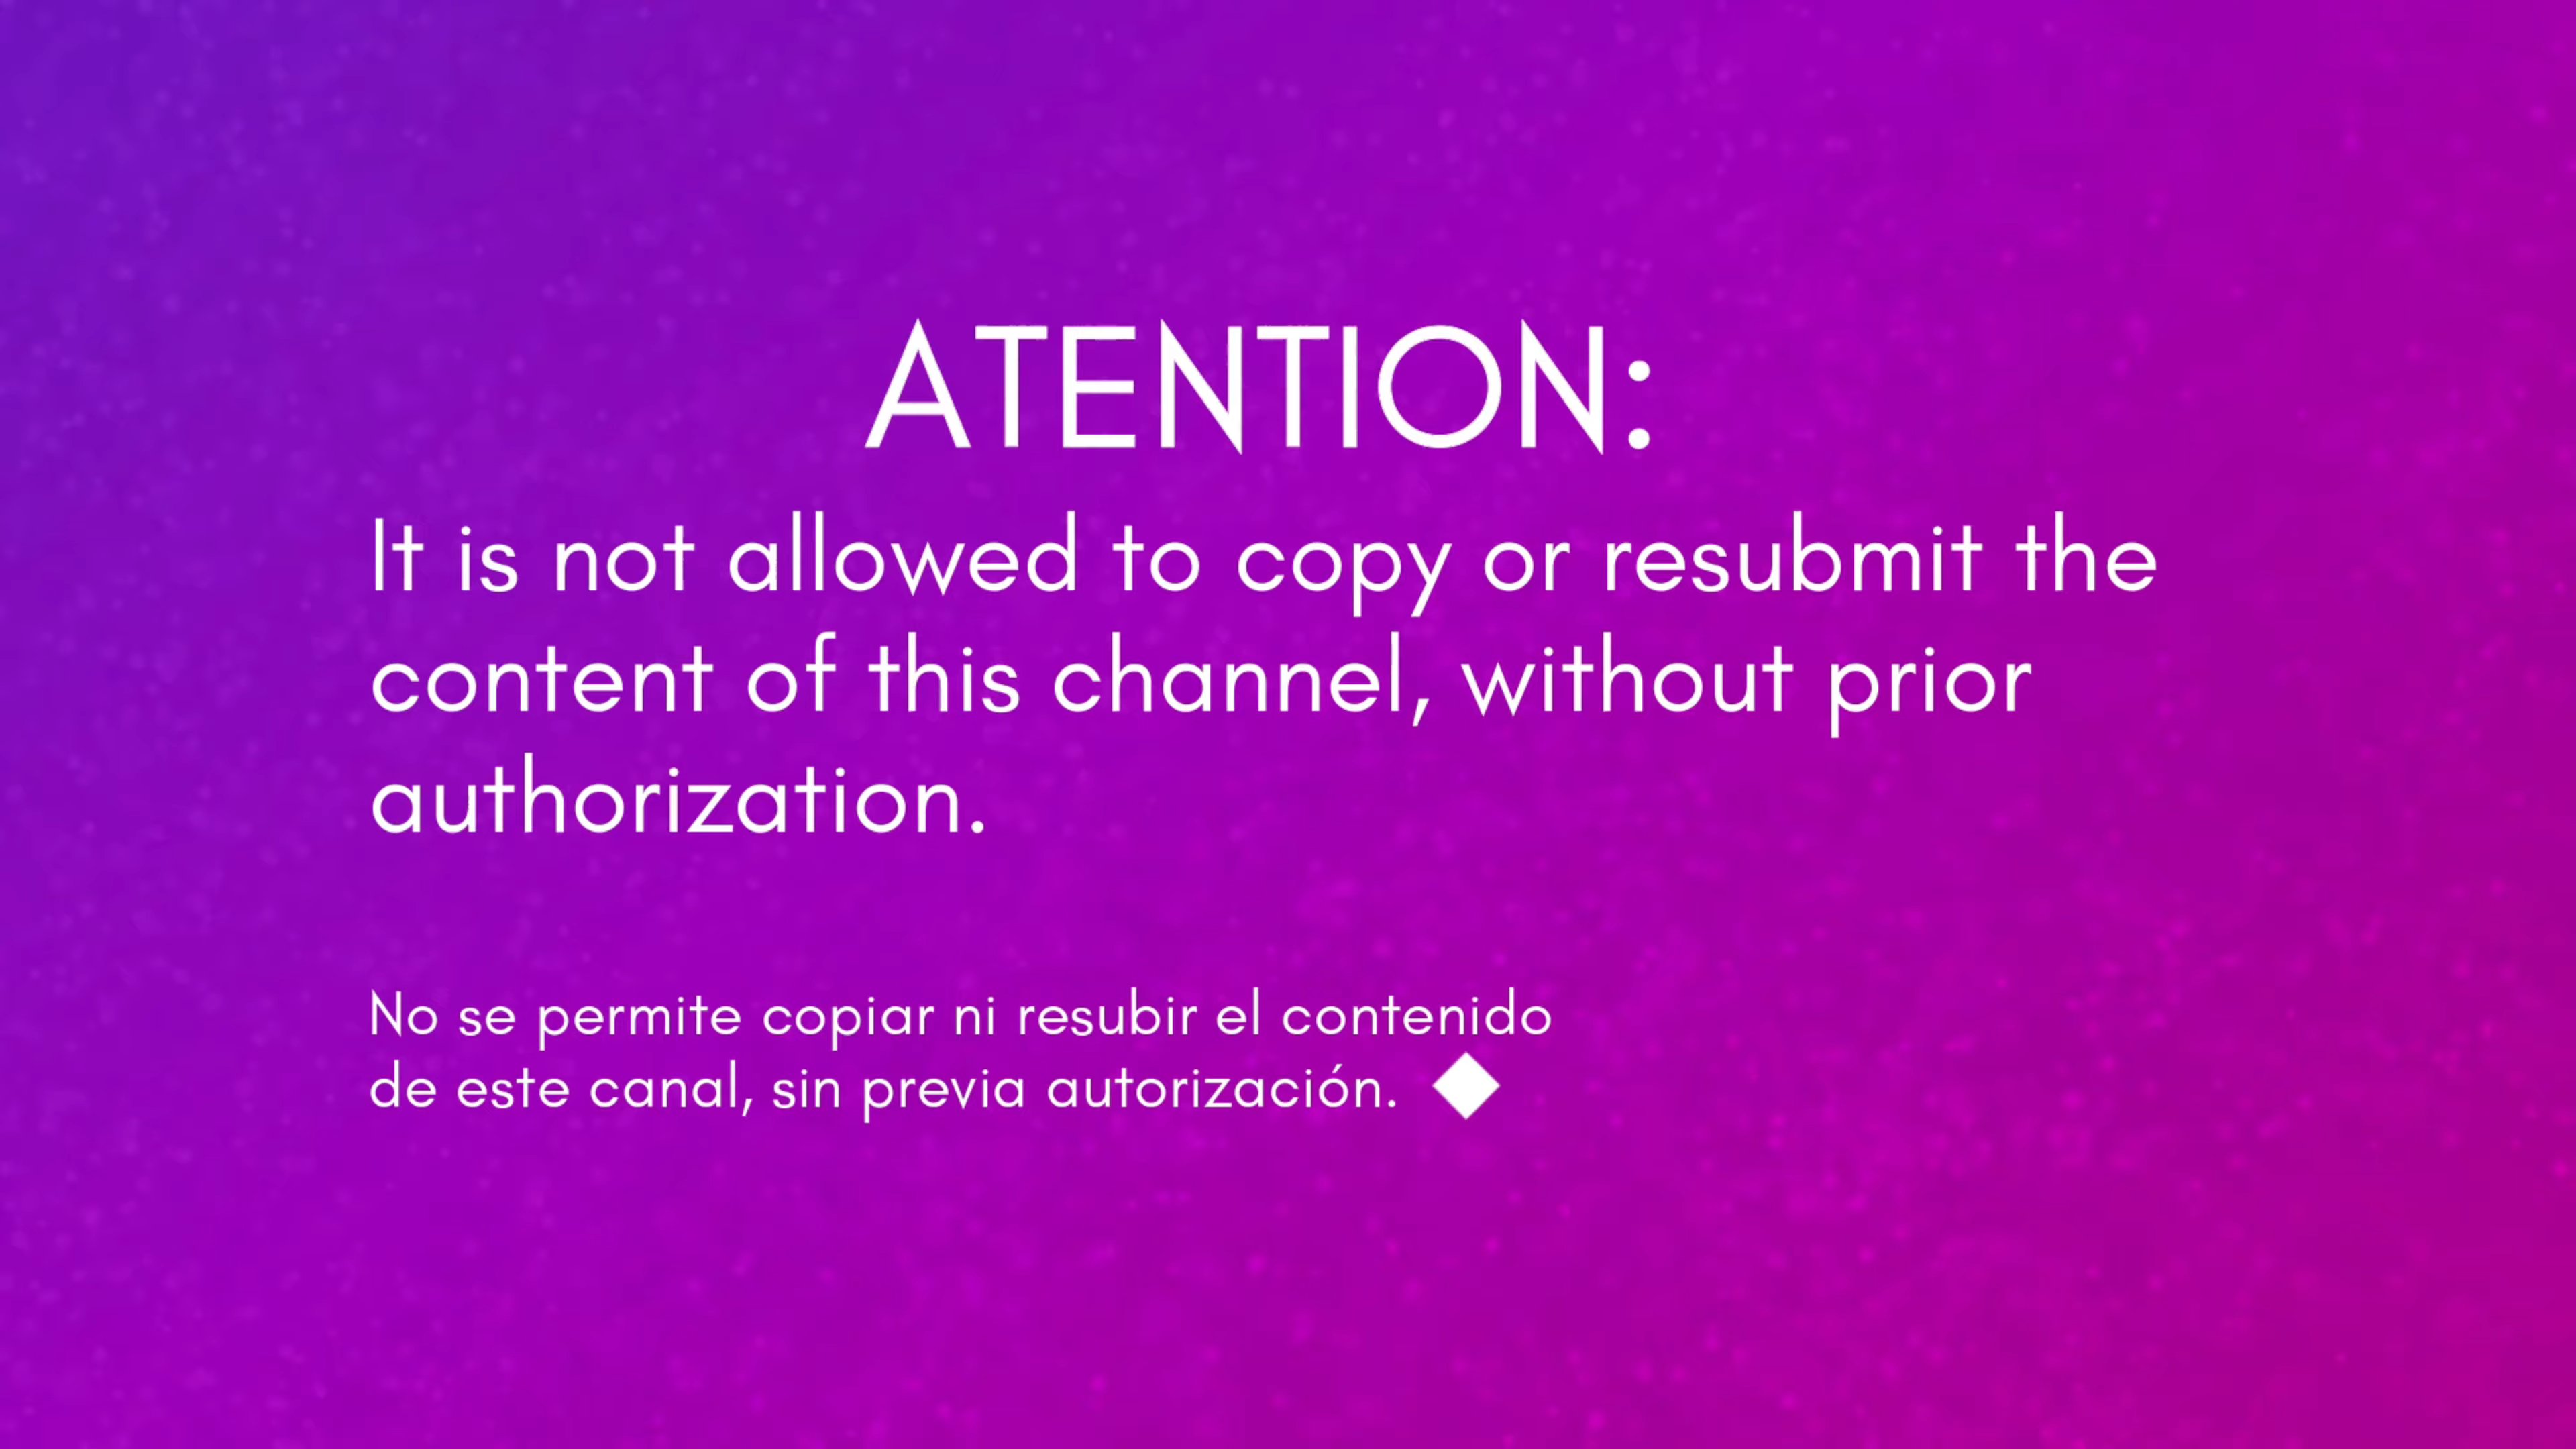 ATENTION:
It is not allowed to copy or resubmit the
content of this channel, without prior
authorization.
No se permite copiar ni resubir el contenido
de este canal, sin previa autorización.